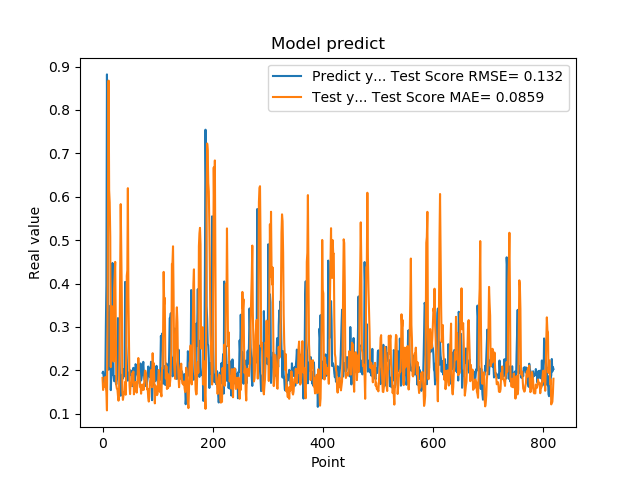 Model predict
Predict y... Test Score RMSE= 0.132
Test y... Test Score MAE= 0.0859
Real value
0.9
0.8
0.7
0.6
0.5
0.4
0.3
0.2
0.1
0
200
400
600
800
Point